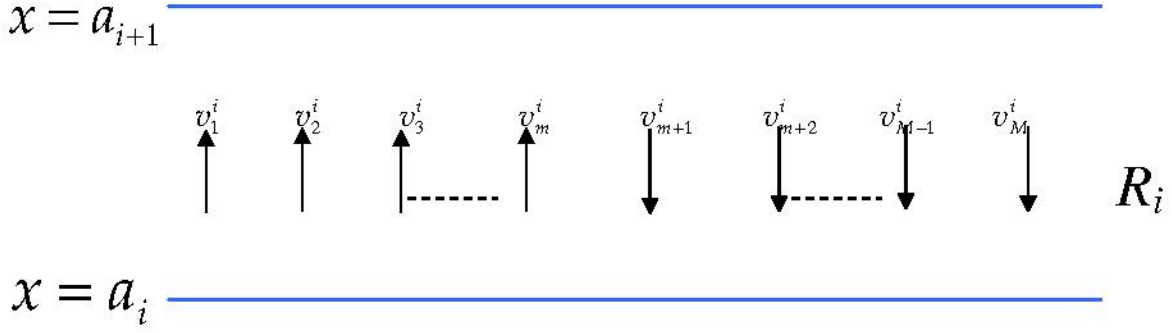 x = a_{i+1}
v_1^i v_2^i v_3^i v_m^i v_{m+1}^i v_{m+2}^i v_{M-1}^i v_M^i
R_i
x = a_i